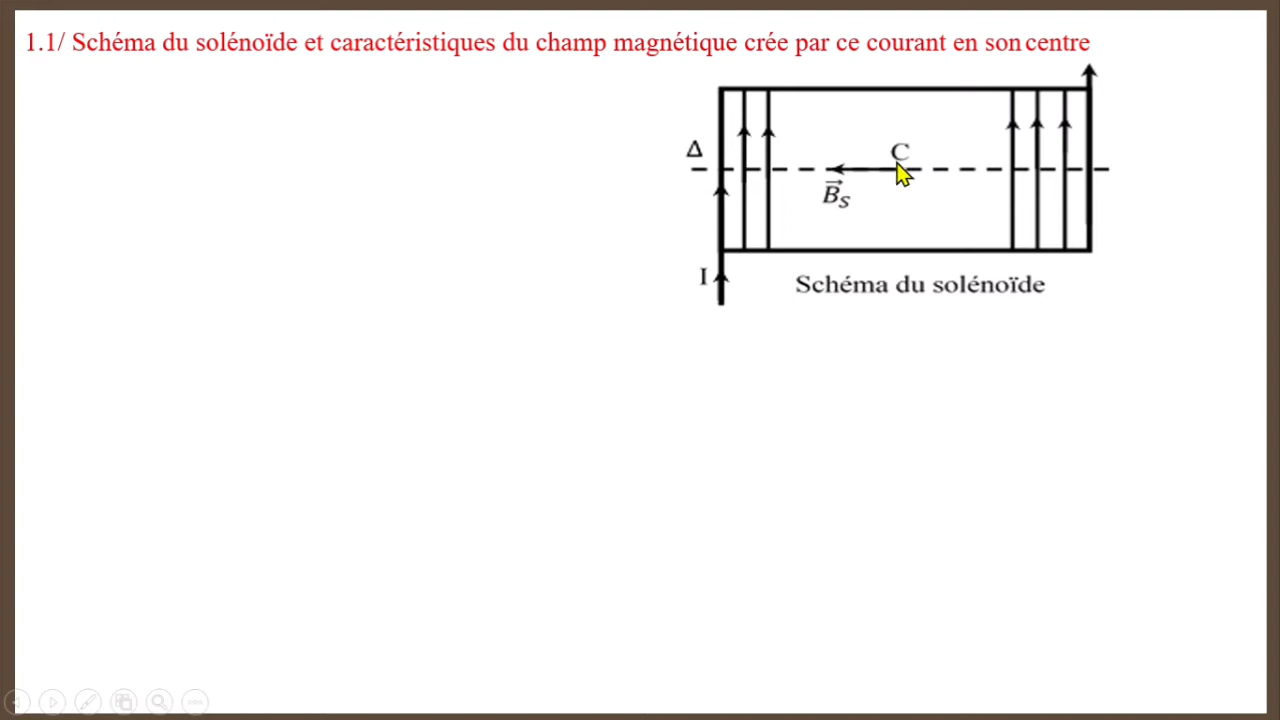 1.1/ Schéma du solénoïde et caractéristiques du champ magnétique crée par ce courant en son centre
Δ
C
B⃗s
I
Schéma du solénoïde